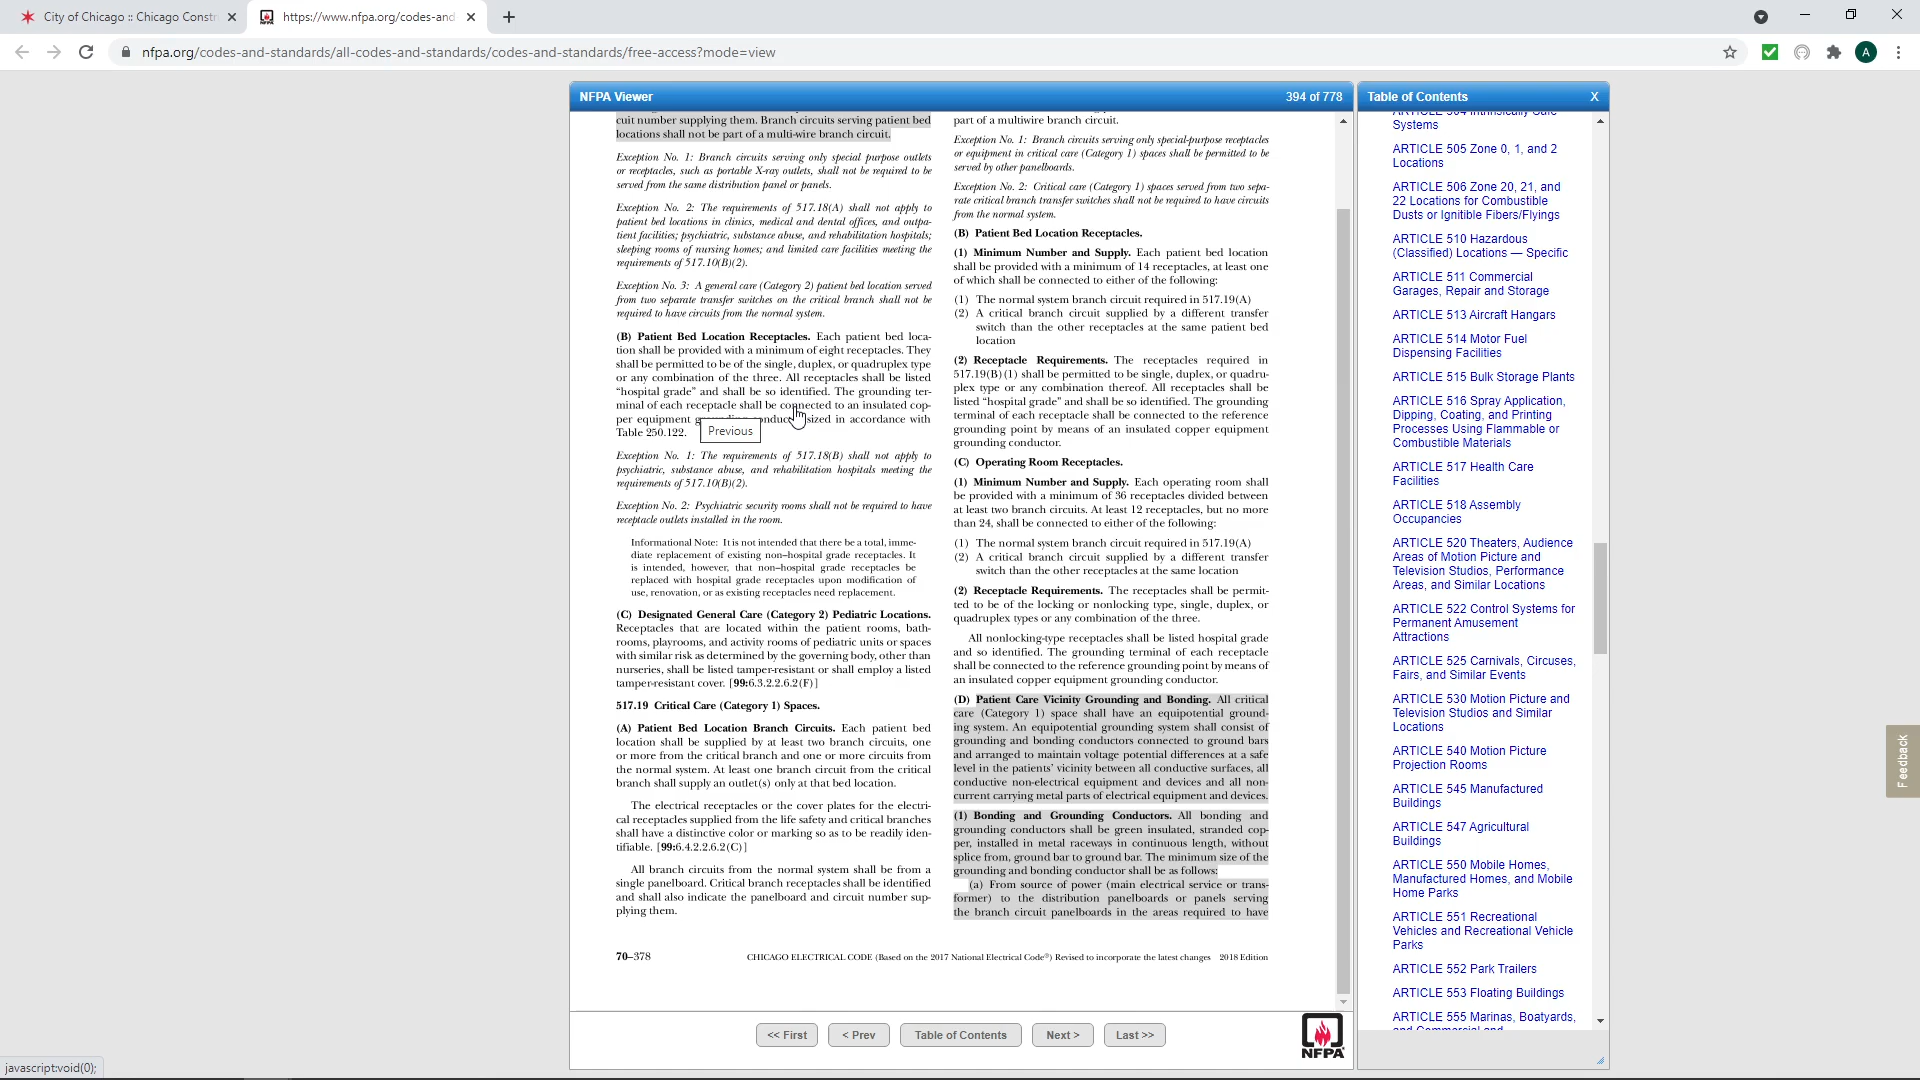 City of Chicago :: Chicago Constr
https://www.nfpa.org/codes-and
nfpa.org/codes-and-standards/all-codes-and-standards/codes-and-standards/free-access?mode=view
A
NFPA Viewer
394 of 778
cuit number supplying them. Branch circuits serving patient bed
locations shall not be part of a multi-wire branch circuit.
Exception No. 1: Branch circuits serving only special purpose outlets
or receptacles, such as portable X-ray outlets, shall not be required to be
served from the same distribution panel or panels.
Exception No. 2: The requirements of 517.18(A) shall not apply to
patient bed locations in clinics, medical and dental offices, and outpa-
tient facilities; psychiatric, substance abuse, and rehabilitation hospitals;
sleeping rooms of nursing homes; and limited care facilities meeting the
requirements of 517.10(B)(2).
Exception No. 3: A general care (Category 2) patient bed location served
from two separate transfer switches on the critical branch shall not be
required to have circuits from the normal system.
(B) Patient Bed Location Receptacles. Each patient bed loca-
tion shall be provided with a minimum of eight receptacles. They
shall be permitted to be of the single, duplex, or quadruplex type
or any combination of the three. All receptacles shall be listed
“hospital grade” and shall be so identified. The grounding ter-
minal of each receptacle shall be connected to an insulated cop-
per equipment sized in accordance with
Table 250.122.
Previous
Exception No. 1: The requirements of 517.18(B) shall not apply to
psychiatric, substance abuse, and rehabilitation hospitals meeting the
requirements of 517.10(B)(2).
Exception No. 2: Psychiatric security rooms shall not be required to have
receptacle outlets installed in the room.
Informational Note: It is not intended that there be a total, imme-
diate replacement of existing non–hospital grade receptacles. It
is intended, however, that non–hospital grade receptacles be
replaced with hospital grade receptacles upon modification of
use, renovation, or as existing receptacles need replacement.
(C) Designated General Care (Category 2) Pediatric Locations.
Receptacles that are located within the patient rooms, bath-
rooms, playrooms, and activity rooms of pediatric units or spaces
with similar risk as determined by the governing body, other than
nurseries, shall be listed tamper-resistant or shall employ a listed
tamper-resistant cover. [99:6.3.2.2.6.2(F)]
517.19 Critical Care (Category 1) Spaces.
(A) Patient Bed Location Branch Circuits. Each patient bed
location shall be supplied by at least two branch circuits, one
or more from the critical branch and one or more circuits from
the normal system. At least one branch circuit from the critical
branch shall supply an outlet(s) only at that bed location.
The electrical receptacles or the cover plates for the electri-
cal receptacles supplied from the life safety and critical branches
shall have a distinctive color or marking so as to be readily iden-
tifiable. [99:6.4.2.2.6.2(C)]
All branch circuits from the normal system shall be from a
single panelboard. Critical branch receptacles shall be identified
and shall also indicate the panelboard and circuit number sup-
plying them.
part of a multiwire branch circuit.
Exception No. 1: Branch circuits serving only special-purpose receptacles
or equipment in critical care (Category 1) spaces shall be permitted to be
served by other panelboards.
Exception No. 2: Critical care (Category 1) spaces served from two sepa-
rate critical branch transfer switches shall not be required to have circuits
from the normal system.
(B) Patient Bed Location Receptacles.
(1) Minimum Number and Supply. Each patient bed location
shall be provided with a minimum of 14 receptacles, at least one
of which shall be connected to either of the following:
(1) The normal system branch circuit required in 517.19(A)
(2) A critical branch circuit supplied by a different transfer
switch than the other receptacles at the same patient bed
location
(2) Receptacle Requirements. The receptacles required in
517.19(B)(1) shall be permitted to be single, duplex, or quadru-
plex type or any combination thereof. All receptacles shall be
listed “hospital grade” and shall be so identified. The grounding
terminal of each receptacle shall be connected to the reference
grounding point by means of an insulated copper equipment
grounding conductor.
(C) Operating Room Receptacles.
(1) Minimum Number and Supply. Each operating room shall
be provided with a minimum of 36 receptacles divided between
at least two branch circuits. At least 12 receptacles, but no more
than 24, shall be connected to either of the following:
(1) The normal system branch circuit required in 517.19(A)
(2) A critical branch circuit supplied by a different transfer
switch than the other receptacles at the same location
(2) Receptacle Requirements. The receptacles shall be permit-
ted to be of the locking or nonlocking type, single, duplex, or
quadruplex types or any combination of the three.
All nonlocking-type receptacles shall be listed hospital grade
and so identified. The grounding terminal of each receptacle
shall be connected to the reference grounding point by means of
an insulated copper equipment grounding conductor.
(D) Patient Care Vicinity Grounding and Bonding. All critical
care (Category 1) space shall have an equipotential ground-
ing system. An equipotential grounding system shall consist of
grounding and bonding conductors connected to ground bars
and arranged to maintain voltage potential differences at a safe
level in the patients’ vicinity between all conductive surfaces, all
conductive non-electrical equipment and devices and all non-
current carrying metal parts of electrical equipment and devices.
(1) Bonding and Grounding Conductors. All bonding and
grounding conductors shall be green insulated, stranded cop-
per, installed in metal raceways in continuous length, without
splice from, ground bar to ground bar. The minimum size of the
grounding and bonding conductor shall be as follows:
(a) From source of power (main electrical service or trans-
former) to the distribution panelboards or panels serving
the branch circuit panelboards in the areas required to have
70–378
CHICAGO ELECTRICAL CODE (Based on the 2017 National Electrical Code®) Revised to incorporate the latest changes 2018 Edition
<< First
< Prev
Table of Contents
Next >
Last >>
NFPA
Table of Contents
X
Systems
ARTICLE 505 Zone 0, 1, and 2
Locations
ARTICLE 506 Zone 20, 21, and
22 Locations for Combustible
Dusts or Ignitible Fibers/Flyings
ARTICLE 510 Hazardous
(Classified) Locations — Specific
ARTICLE 511 Commercial
Garages, Repair and Storage
ARTICLE 513 Aircraft Hangars
ARTICLE 514 Motor Fuel
Dispensing Facilities
ARTICLE 515 Bulk Storage Plants
ARTICLE 516 Spray Application,
Dipping, Coating, and Printing
Processes Using Flammable or
Combustible Materials
ARTICLE 517 Health Care
Facilities
ARTICLE 518 Assembly
Occupancies
ARTICLE 520 Theaters, Audience
Areas of Motion Picture and
Television Studios, Performance
Areas, and Similar Locations
ARTICLE 522 Control Systems for
Permanent Amusement
Attractions
ARTICLE 525 Carnivals, Circuses,
Fairs, and Similar Events
ARTICLE 530 Motion Picture and
Television Studios and Similar
Locations
ARTICLE 540 Motion Picture
Projection Rooms
ARTICLE 545 Manufactured
Buildings
ARTICLE 547 Agricultural
Buildings
ARTICLE 550 Mobile Homes,
Manufactured Homes, and Mobile
Home Parks
ARTICLE 551 Recreational
Vehicles and Recreational Vehicle
Parks
ARTICLE 552 Park Trailers
ARTICLE 553 Floating Buildings
ARTICLE 555 Marinas, Boatyards,
Feedback
javascript:void(0);